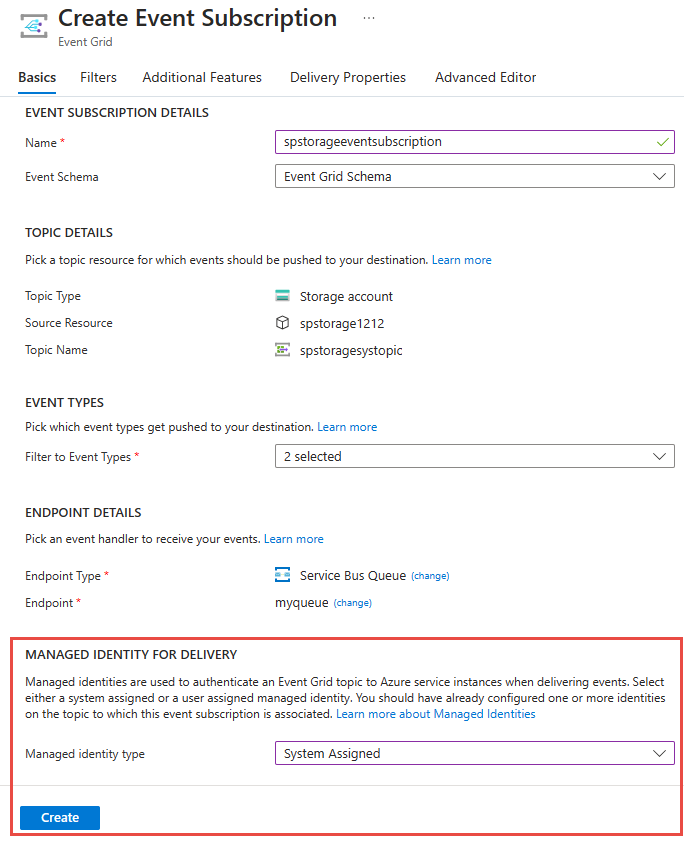 Create Event Subscription ...
Event Grid
Basics Filters Additional Features Delivery Properties Advanced Editor
EVENT SUBSCRIPTION DETAILS
Name * spstorageeventsubscription
Event Schema Event Grid Schema
TOPIC DETAILS
Pick a topic resource for which events should be pushed to your destination. Learn more
Topic Type Storage account
Source Resource spstorage1212
Topic Name spstoragesystopic
EVENT TYPES
Pick which event types get pushed to your destination. Learn more
Filter to Event Types * 2 selected
ENDPOINT DETAILS
Pick an event handler to receive your events. Learn more
Endpoint Type * Service Bus Queue (change)
Endpoint * myqueue (change)
MANAGED IDENTITY FOR DELIVERY
Managed identities are used to authenticate an Event Grid topic to Azure service instances when delivering events. Select
either a system assigned or a user assigned managed identity. You should have already configured one or more identities
on the topic to which this event subscription is associated. Learn more about Managed Identities
Managed identity type System Assigned
Create